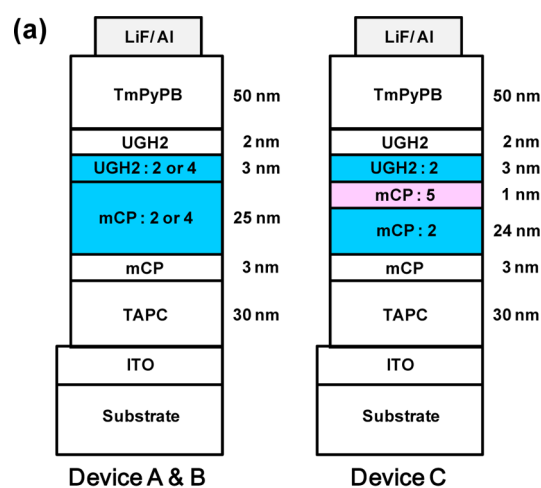 (a)
LiF/Al
TmPyPB 50 nm
UGH2 2 nm
UGH2 : 2 or 4 3 nm
mCP : 2 or 4 25 nm
mCP 3 nm
TAPC 30 nm
ITO
Substrate
Device A & B
LiF/Al
TmPyPB 50 nm
UGH2 2 nm
UGH2 : 2 3 nm
mCP : 5 1 nm
mCP : 2 24 nm
mCP 3 nm
TAPC 30 nm
ITO
Substrate
Device C